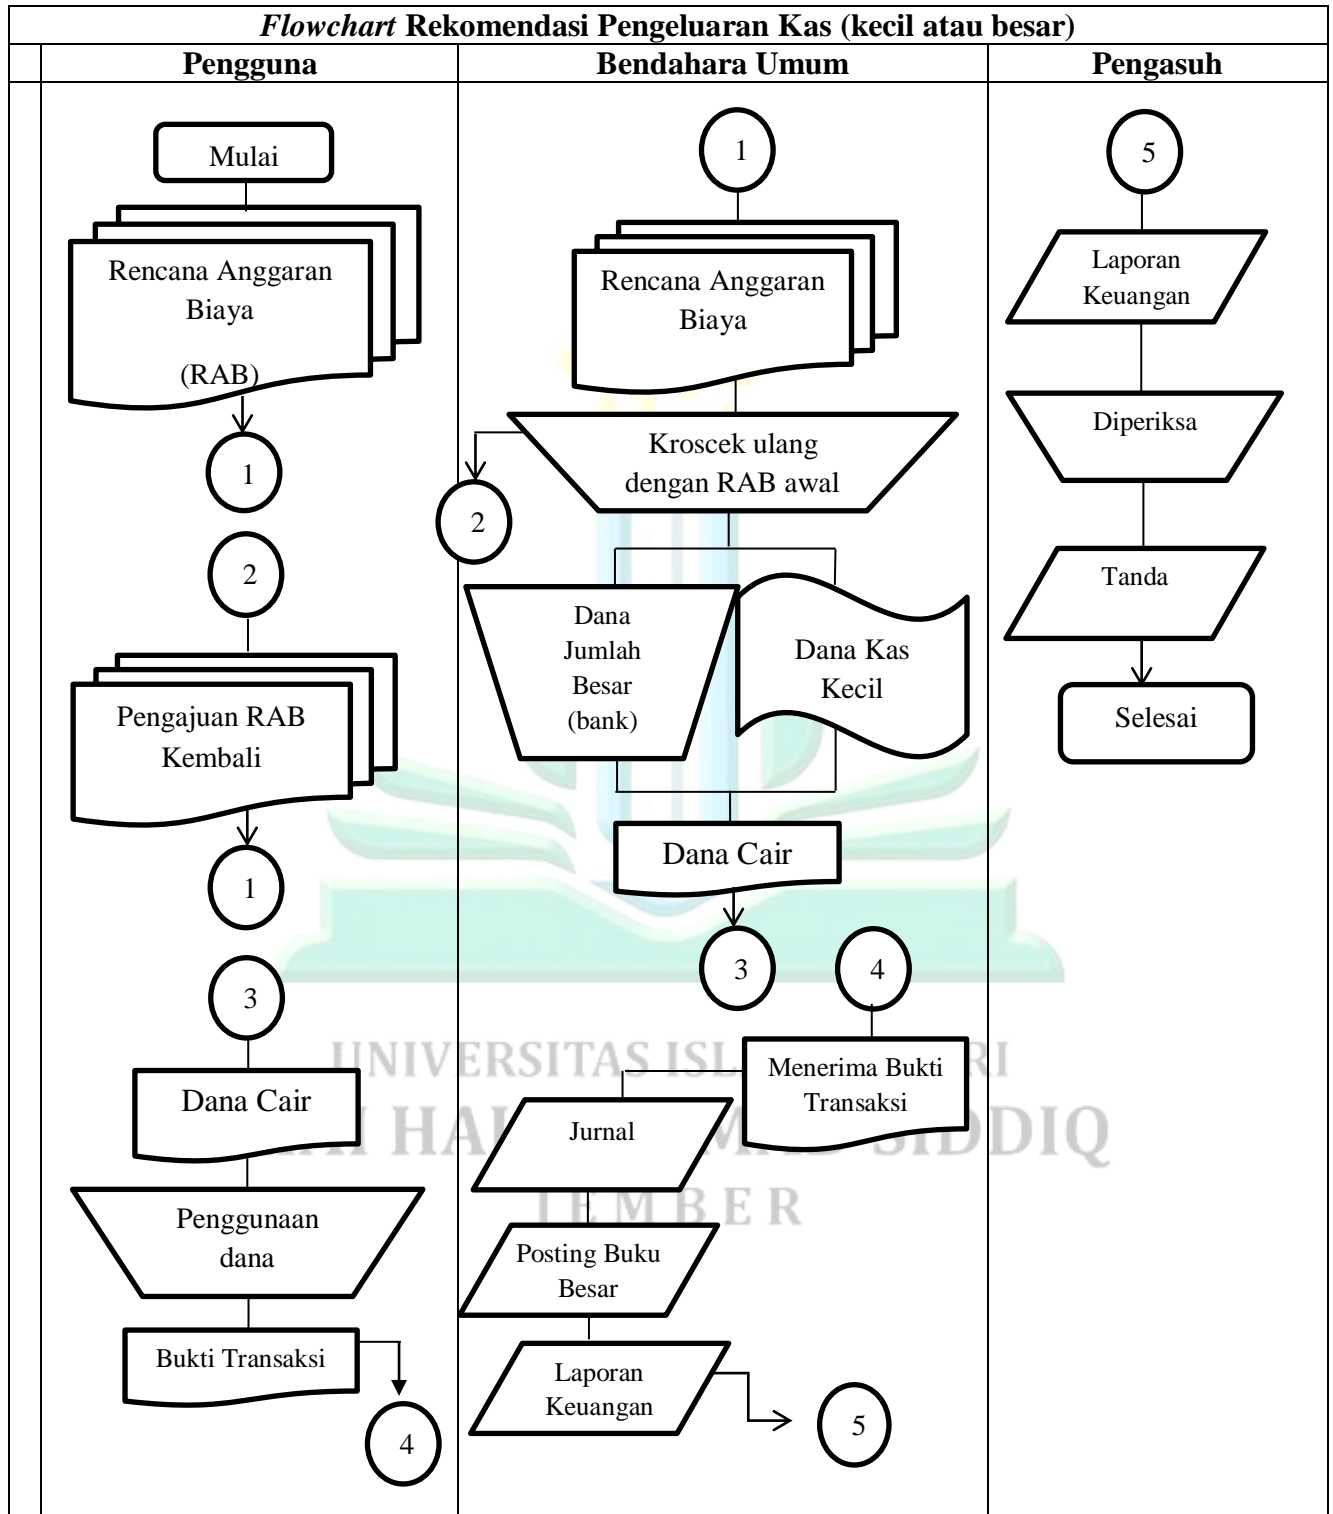 Flowchart Rekomendasi Pengeluaran Kas (kecil atau besar)
Pengguna
Bendahara Umum
Pengasuh
Mulai
Rencana Anggaran
Biaya
(RAB)
1
2
Pengajuan RAB
Kembali
1
3
Dana Cair
Penggunaan
dana
Bukti Transaksi
4
1
Rencana Anggaran
Biaya
Kroscek ulang
dengan RAB awal
2
Dana
Jumlah
Besar
(bank)
Dana Kas
Kecil
Dana Cair
3
4
Menerima Bukti
Transaksi
Jurnal
Posting Buku
Besar
Laporan
Keuangan
5
5
Laporan
Keuangan
Diperiksa
Tanda
Selesai
UNIVERSITAS ISL
SIDDIQ